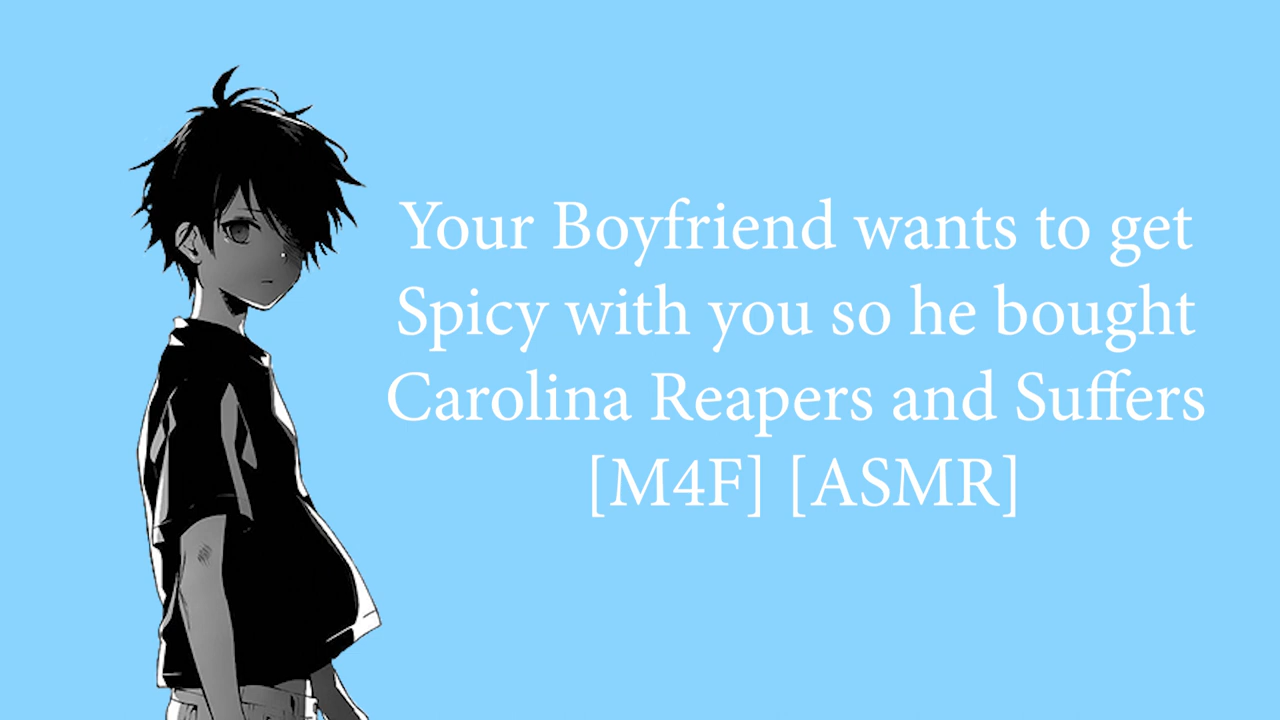 Your Boyfriend wants to get
Spicy with you so he bought
Carolina Reapers and Suffers
[M4F] [ASMR]